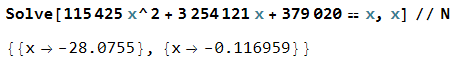 Solve[115 425 x^2 + 3 254 121 x + 379 020 == x, x] // N
{{x → -28.0755}, {x → -0.116959}}